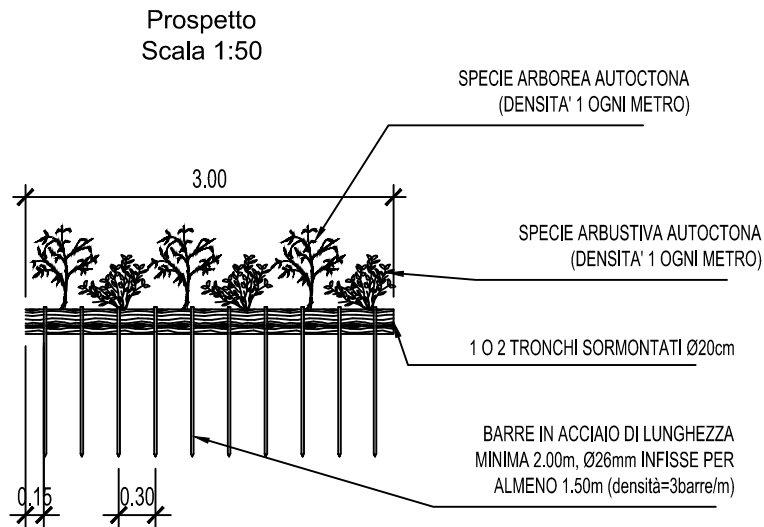 Prospetto
Scala 1:50
SPECIE ARBOREA AUTOCTONA
(DENSITA' 1 OGNI METRO)
3.00
SPECIE ARBUSTIVA AUTOCTONA
(DENSITA' 1 OGNI METRO)
1 O 2 TRONCHI SORMONTATI Ø20cm
BARRE IN ACCIAIO DI LUNGHEZZA
MINIMA 2.00m, Ø26mm INFISSE PER
ALMENO 1.50m (densità=3barre/m)
0.15
0.30